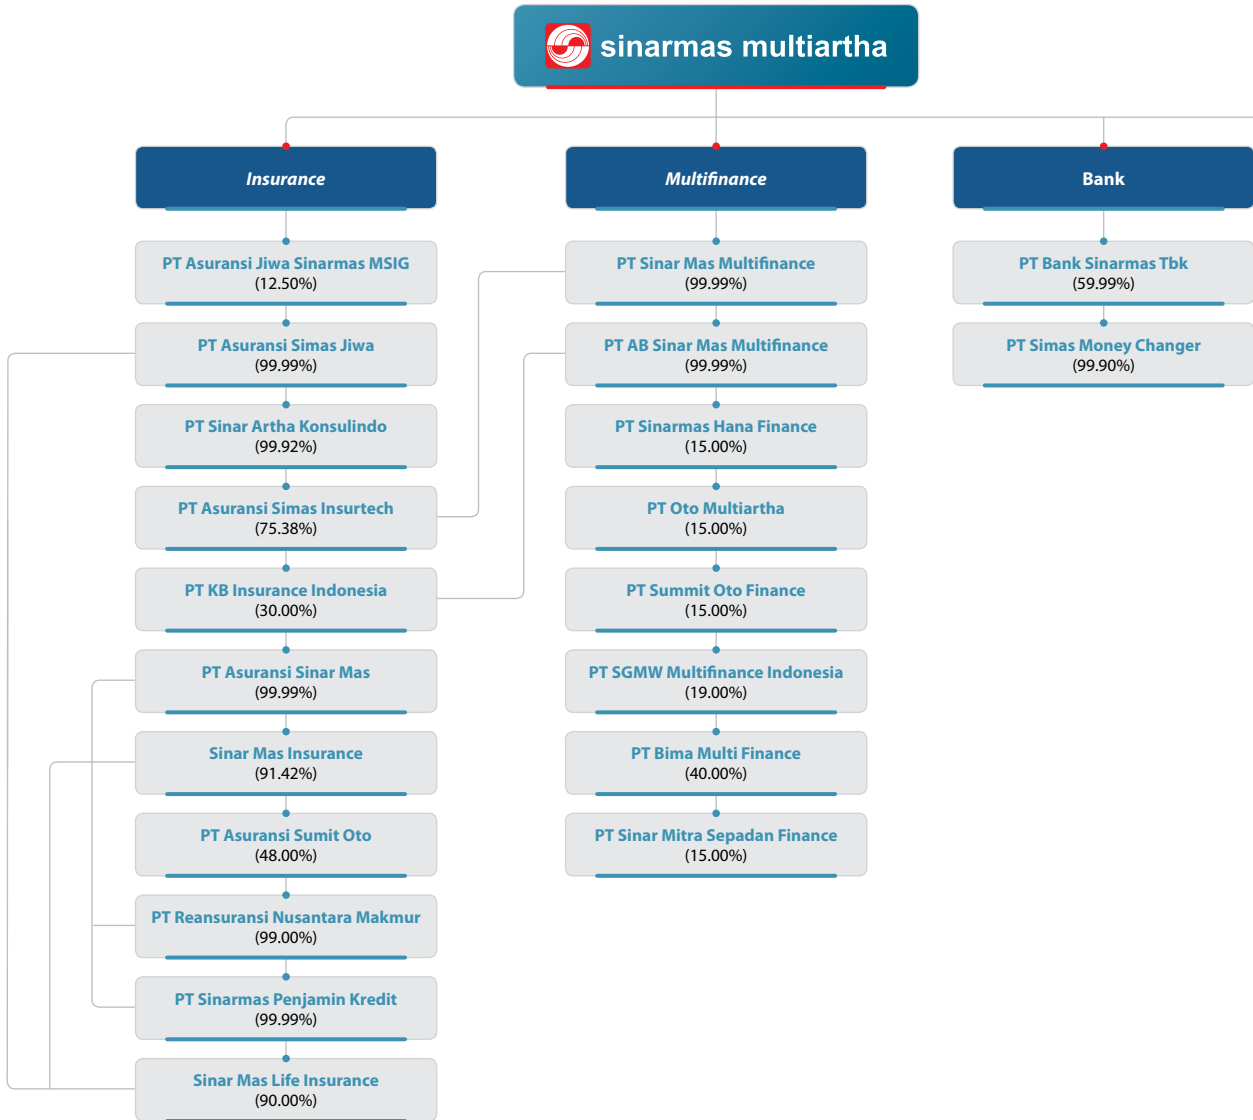 sinarmas multiartha
Insurance
PT Asuransi Jiwa Sinarmas MSIG
(12.50%)
PT Asuransi Simas Jiwa
(99.99%)
PT Sinar Artha Konsulindo
(99.92%)
PT Asuransi Simas Insurtech
(75.38%)
PT KB Insurance Indonesia
(30.00%)
PT Asuransi Sinar Mas
(99.99%)
Sinar Mas Insurance
(91.42%)
PT Asuransi Sumit Oto
(48.00%)
PT Reansuransi Nusantara Makmur
(99.00%)
PT Sinarmas Penjamin Kredit
(99.99%)
Sinar Mas Life Insurance
(90.00%)
Multifinance
PT Sinar Mas Multifinance
(99.99%)
PT AB Sinar Mas Multifinance
(99.99%)
PT Sinarmas Hana Finance
(15.00%)
PT Oto Multiartha
(15.00%)
PT Summit Oto Finance
(15.00%)
PT SGMW Multifinance Indonesia
(19.00%)
PT Bima Multi Finance
(40.00%)
PT Sinar Mitra Sepadan Finance
(15.00%)
Bank
PT Bank Sinarmas Tbk
(59.99%)
PT Simas Money Changer
(99.90%)